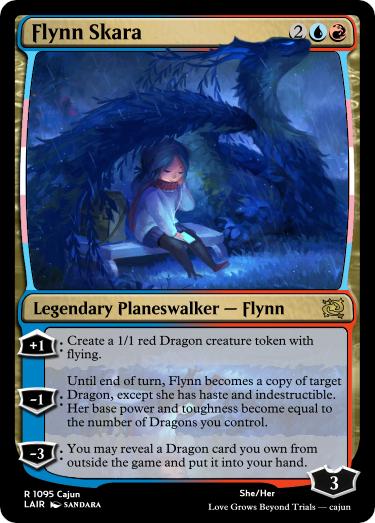 Flynn Skara 2
Legendary Planeswalker — Flynn
+1: Create a 1/1 red Dragon creature token with
flying.
-1: Until end of turn, Flynn becomes a copy of target
Dragon, except she has haste and indestructible.
Her base power and toughness become equal to
the number of Dragons you control.
-3: You may reveal a Dragon card you own from
outside the game and put it into your hand.
3
R 1095 Cajun She/Her
LAIR SANDARA Love Grows Beyond Trials — cajun